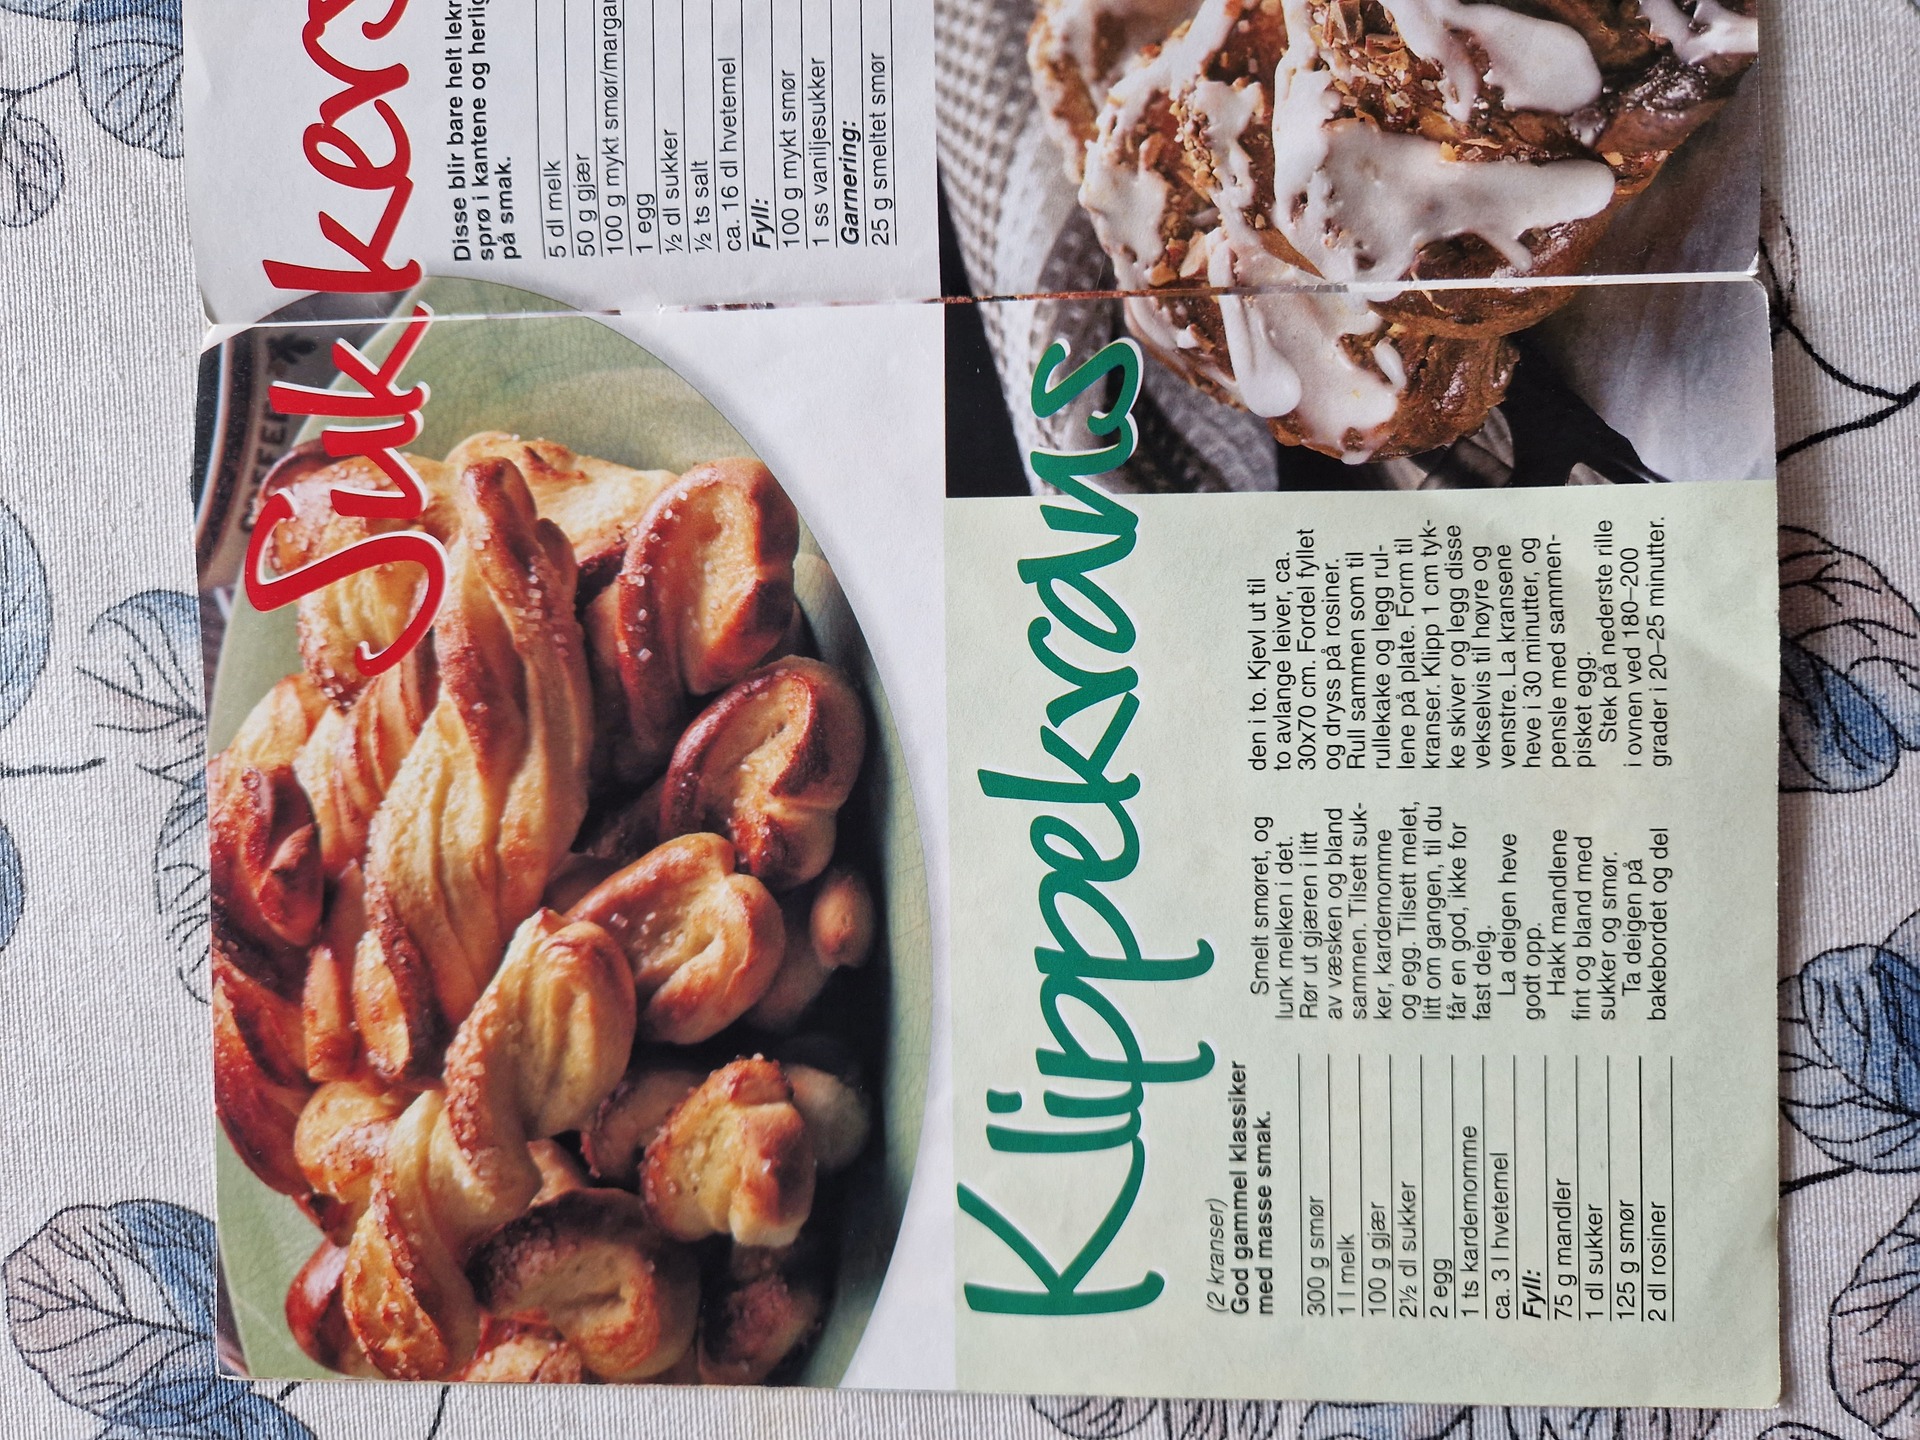 COFFEE
Sukkers
Disse blir bare helt lekr
sprø i kantene og herlig
på smak.
5 dl melk
50 g gjær
100 g mykt smør/margar
1 egg
½ dl sukker
½ ts salt
ca. 16 dl hvetemel
Fyll:
100 g mykt smør
1 ss vaniljesukker
Garnering:
25 g smeltet smør
Klippekrans
(2 kranser)
God gammel klassiker
med masse smak.
300 g smør
1 l melk
100 g gjær
2½ dl sukker
2 egg
1 ts kardemomme
ca. 3 l hvetemel
Fyll:
75 g mandler
1 dl sukker
125 g smør
2 dl rosiner
Smelt smøret, og
lunk melken i det.
Rør ut gjæren i litt
av væsken og bland
sammen. Tilsett suk-
ker, kardemomme
og egg. Tilsett melet,
litt om gangen, til du
får en god, ikke for
fast deig.
La deigen heve
godt opp.
Hakk mandlene
fint og bland med
sukker og smør.
Ta deigen på
bakebordet og del
den i to. Kjevl ut til
to avlange leiver, ca.
30x70 cm. Fordel fyllet
og dryss på rosiner.
Rull sammen som til
rullekake og legg rul-
lene på plate. Form til
kranser. Klipp 1 cm tyk-
ke skiver og legg disse
vekselvis til høyre og
venstre. La kransene
heve i 30 minutter, og
pensle med sammen-
pisket egg.
Stek på nederste rille
i ovnen ved 180–200
grader i 20–25 minutter.